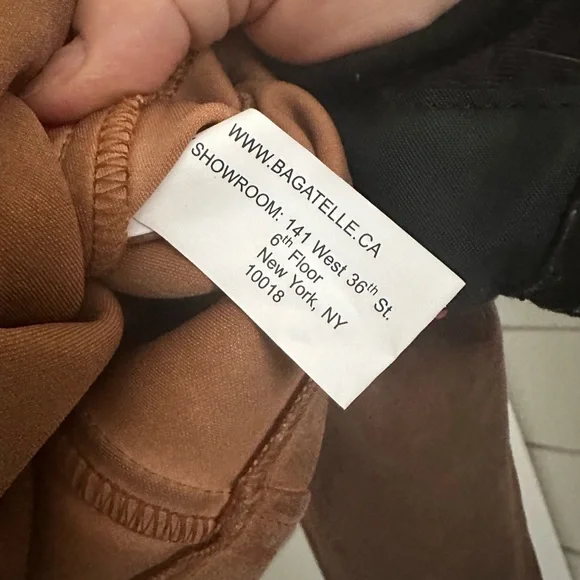 WWW.BAGATELLE.CA
SHOWROOM: 141 West 36th St.
6th Floor
New York, NY
10018